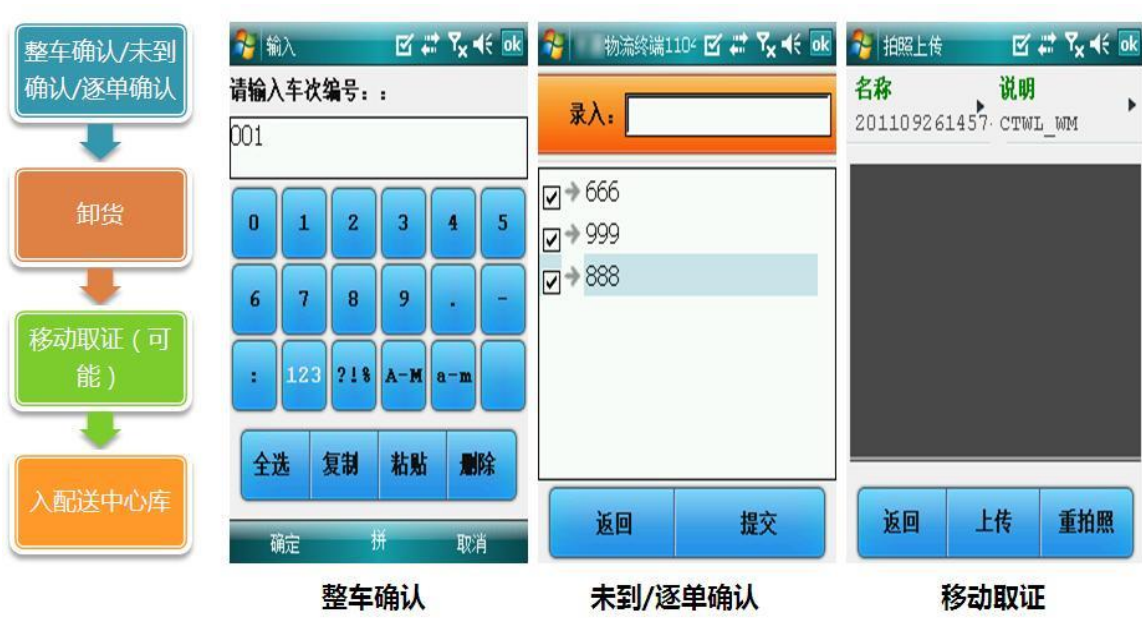 整车确认/未到
确认/逐单确认
卸货
移动取证（可
能）
入配送中心库
输入
ok
请输入车次编号：：
001
0 1 2 3 4 5
6 7 8 9 . -
: 123 ?!% A-M a-m
全选 复制 粘贴 删除
确定 拼 取消
整车确认
物流终端110
ok
录入：
666
999
888
返回 提交
未到/逐单确认
拍照上传
ok
名称 说明
201109261457 CTWL_WM
返回 上传 重拍照
移动取证